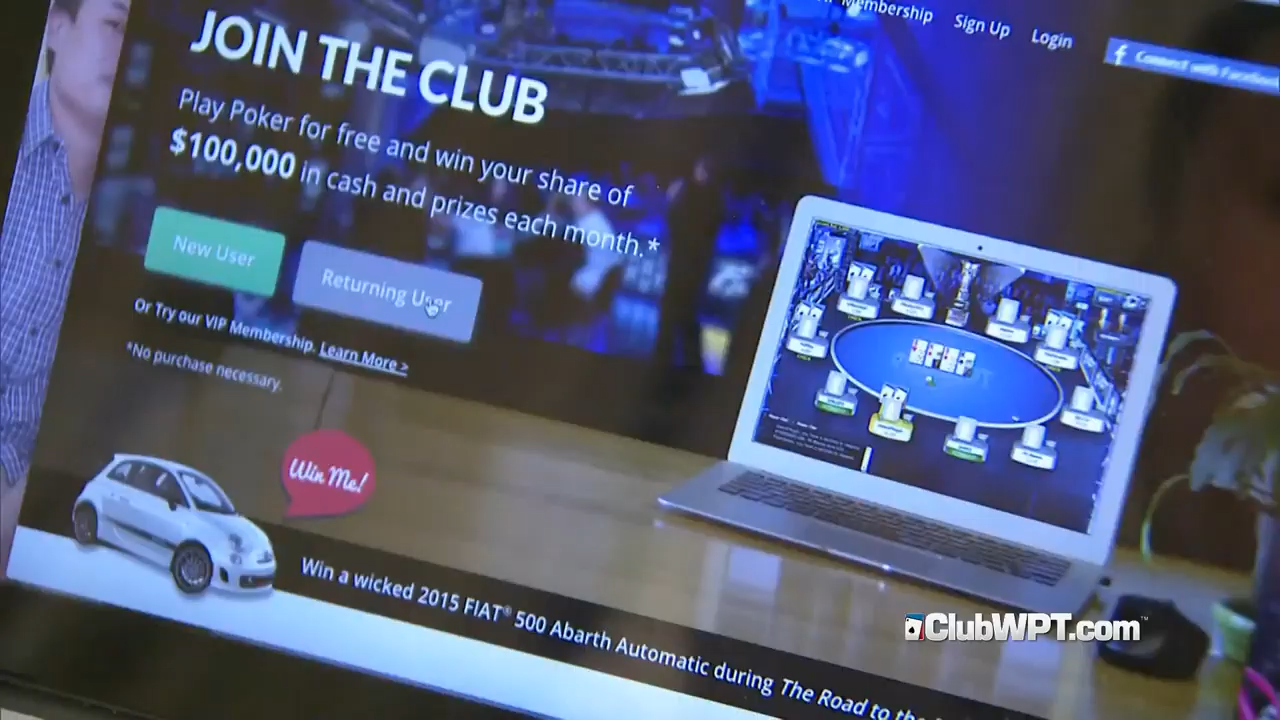 Membership
Sign Up
Login
Connect with Facebook
JOIN THE CLUB
Play Poker for free and win your share of
$100,000 in cash and prizes each month.*
New User
Returning User
Or Try our VIP Membership. Learn More >
*No purchase necessary.
Win Me!
Win a wicked 2015 FIAT® 500 Abarth Automatic during The Road to the
ClubWPT.com™